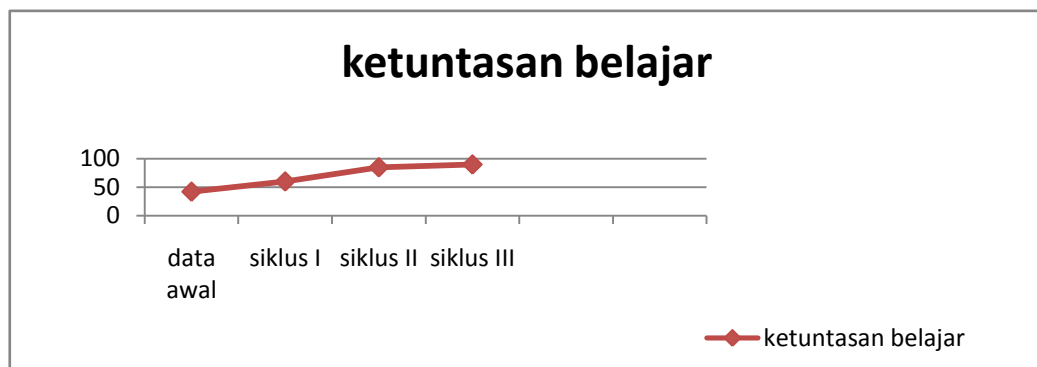 ketuntasan belajar
100
50
0
data awal
siklus I
siklus II
siklus III
ketuntasan belajar